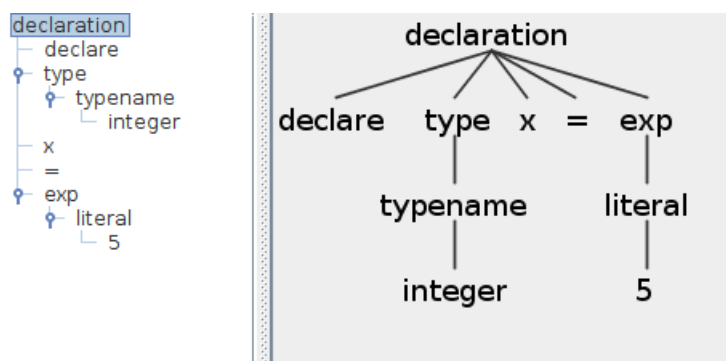 declaration
declare
type
typename
integer
x
=
exp
literal
5
declaration
declare type x = exp
typename literal
integer 5